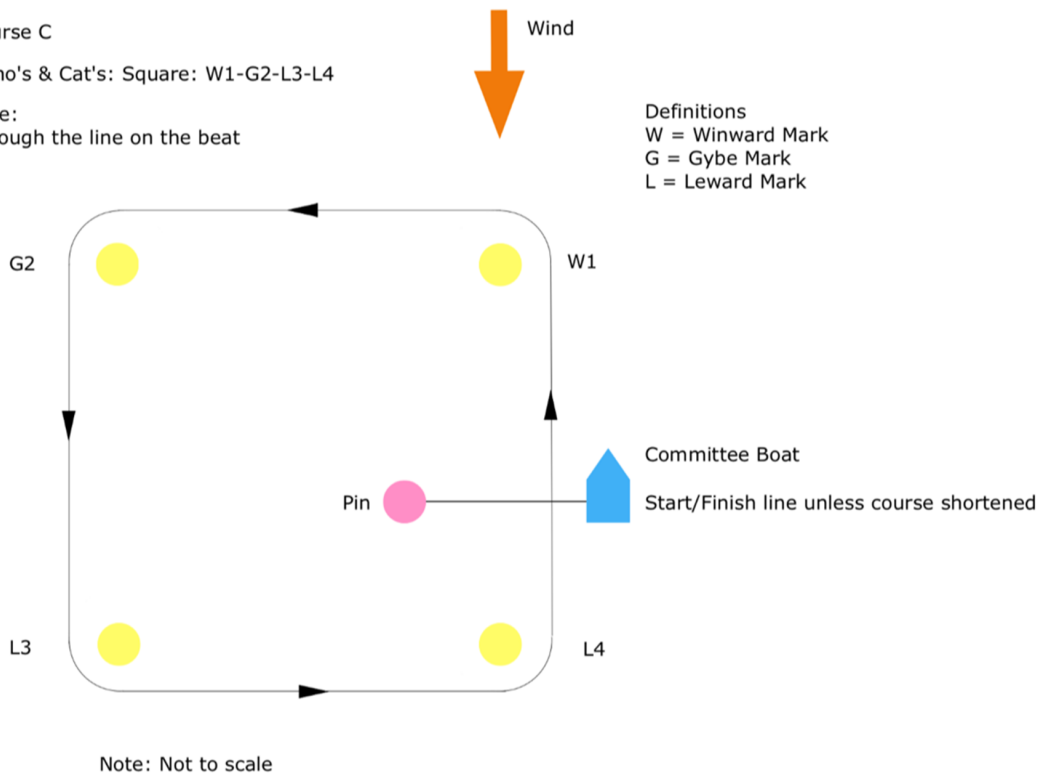 rse C
Wind
o's & Cat's: Square: W1-G2-L3-L4
e:
ough the line on the beat
Definitions
W = Winward Mark
G = Gybe Mark
L = Leward Mark
G2
W1
Committee Boat
Pin
Start/Finish line unless course shortened
L3
L4
Note: Not to scale